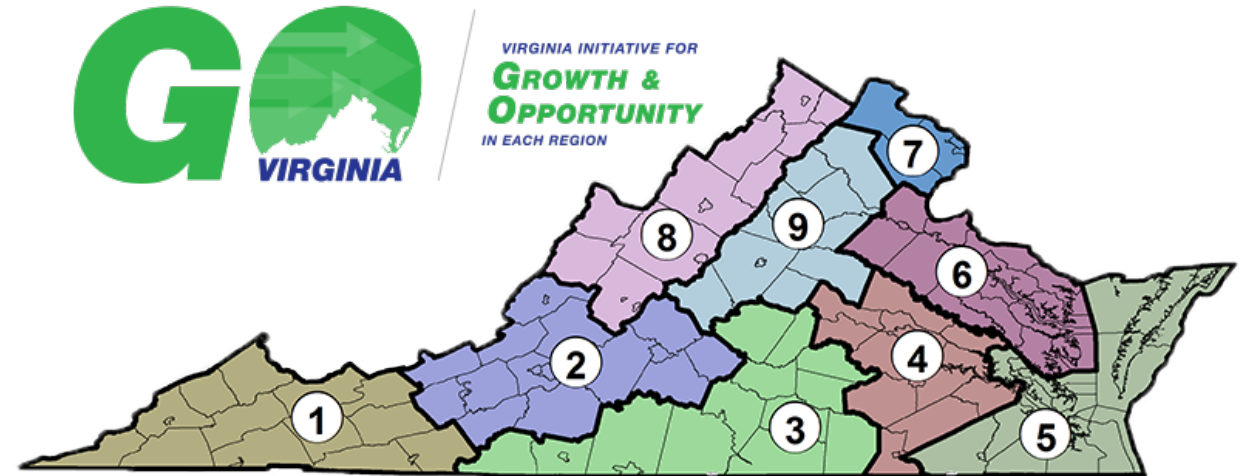 GO
VIRGINIA
VIRGINIA INITIATIVE FOR
GROWTH &
OPPORTUNITY
IN EACH REGION
7
8
9
6
2
4
1
3
5